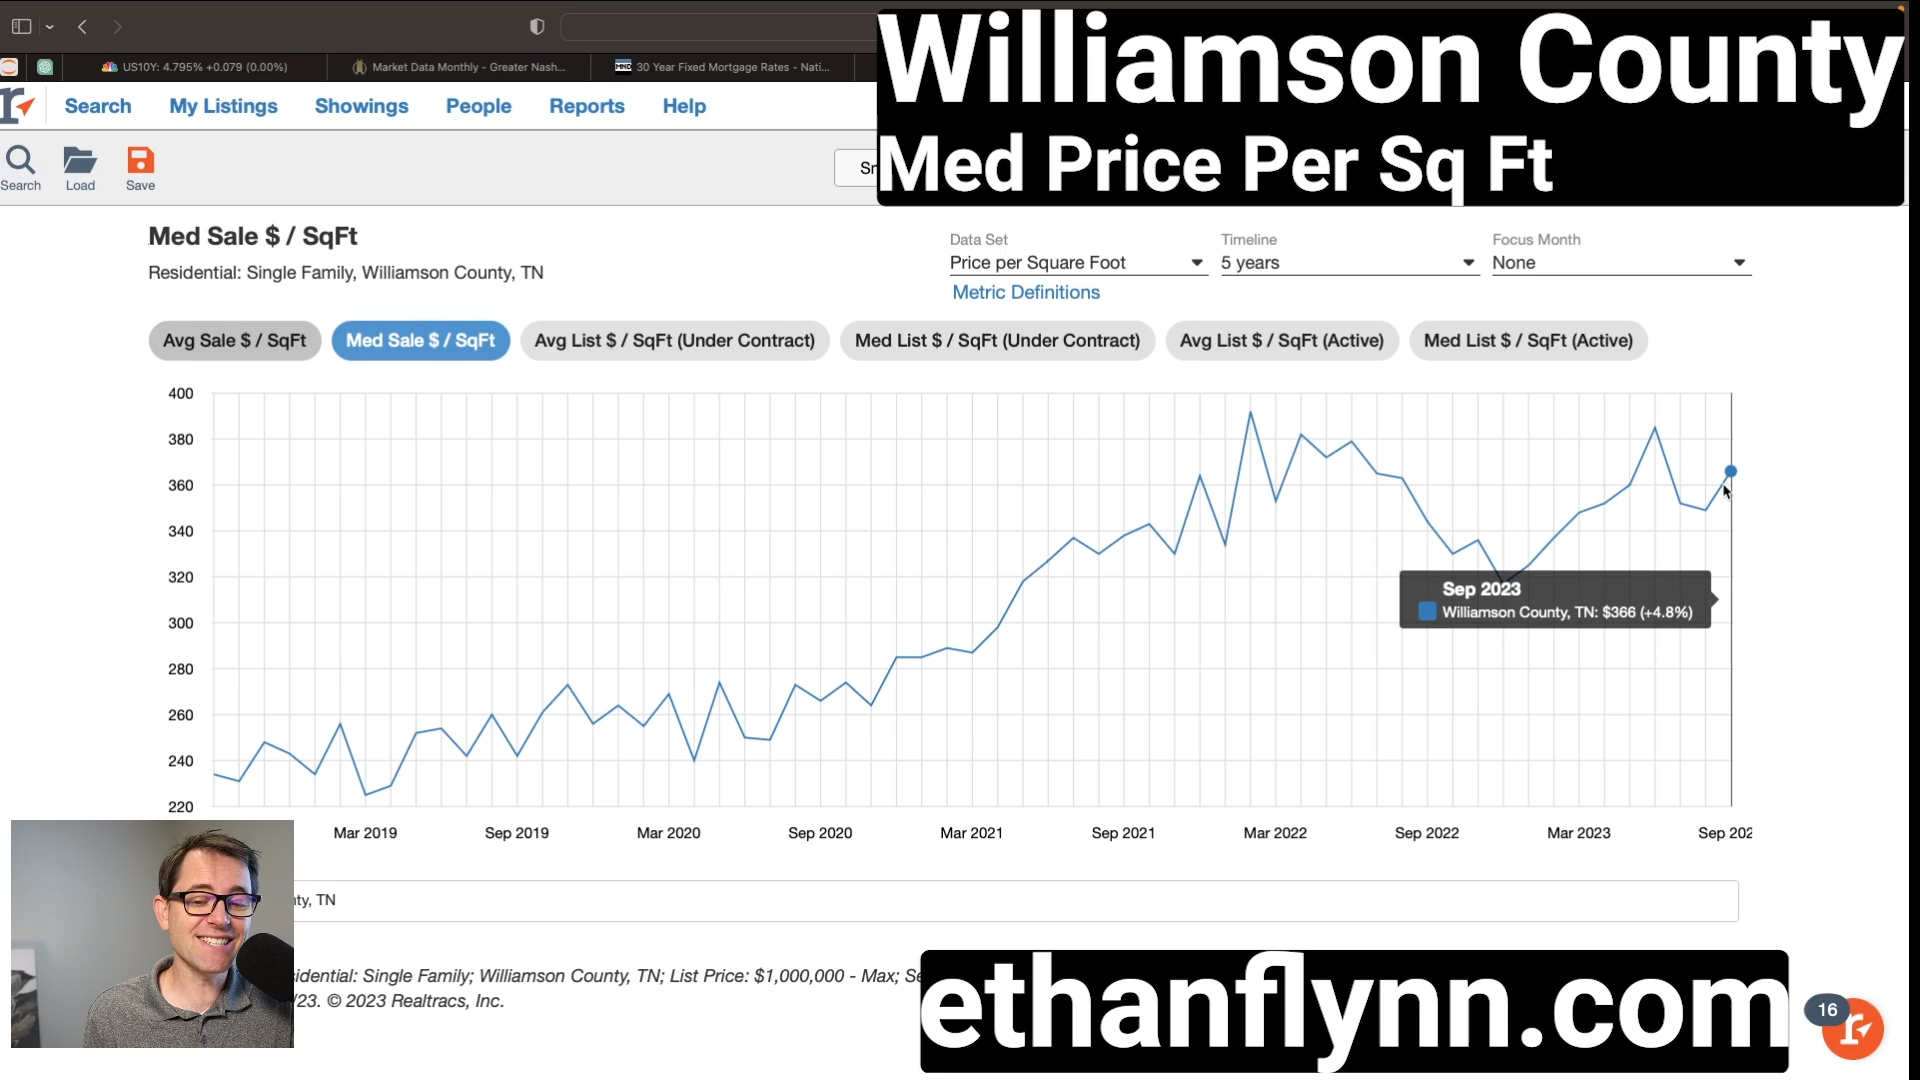 US10Y: 4.795% +0.079 (0.00%)
Market Data Monthly - Greater Nash...
MND
30 Year Fixed Mortgage Rates - Nati...
Williamson County
Med Price Per Sq Ft
Search
My Listings
Showings
People
Reports
Help
Search
Load
Save
Med Sale $ / SqFt
Residential: Single Family, Williamson County, TN
Data Set
Price per Square Foot
Timeline
5 years
Focus Month
None
Metric Definitions
Avg Sale $ / SqFt
Med Sale $ / SqFt
Avg List $ / SqFt (Under Contract)
Med List $ / SqFt (Under Contract)
Avg List $ / SqFt (Active)
Med List $ / SqFt (Active)
400
380
360
340
320
300
280
260
240
220
Sep 2023
Williamson County, TN: $366 (+4.8%)
Mar 2019
Sep 2019
Mar 2020
Sep 2020
Mar 2021
Sep 2021
Mar 2022
Sep 2022
Mar 2023
Sep 202
nty, TN
sidential: Single Family; Williamson County, TN; List Price: $1,000,000 - Max; Se
/23. © 2023 Realtracs, Inc.
ethanflynn.com
16
r